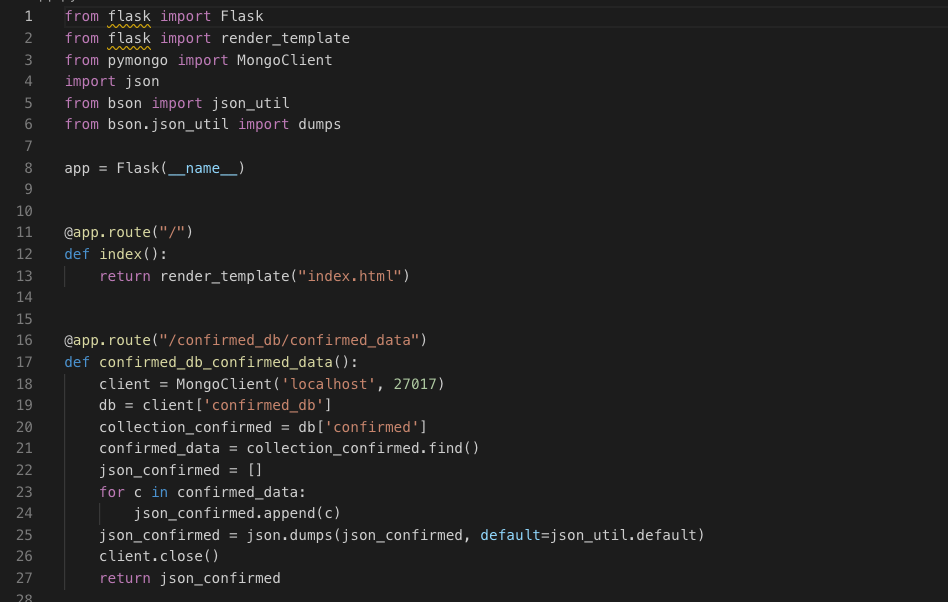 1 from flask import Flask
2 from flask import render_template
3 from pymongo import MongoClient
4 import json
5 from bson import json_util
6 from bson.json_util import dumps
7
8 app = Flask(__name__)
9
10
11 @app.route("/")
12 def index():
13     return render_template("index.html")
14
15
16 @app.route("/confirmed_db/confirmed_data")
17 def confirmed_db_confirmed_data():
18     client = MongoClient('localhost', 27017)
19     db = client['confirmed_db']
20     collection_confirmed = db['confirmed']
21     confirmed_data = collection_confirmed.find()
22     json_confirmed = []
23     for c in confirmed_data:
24         json_confirmed.append(c)
25     json_confirmed = json.dumps(json_confirmed, default=json_util.default)
26     client.close()
27     return json_confirmed
28